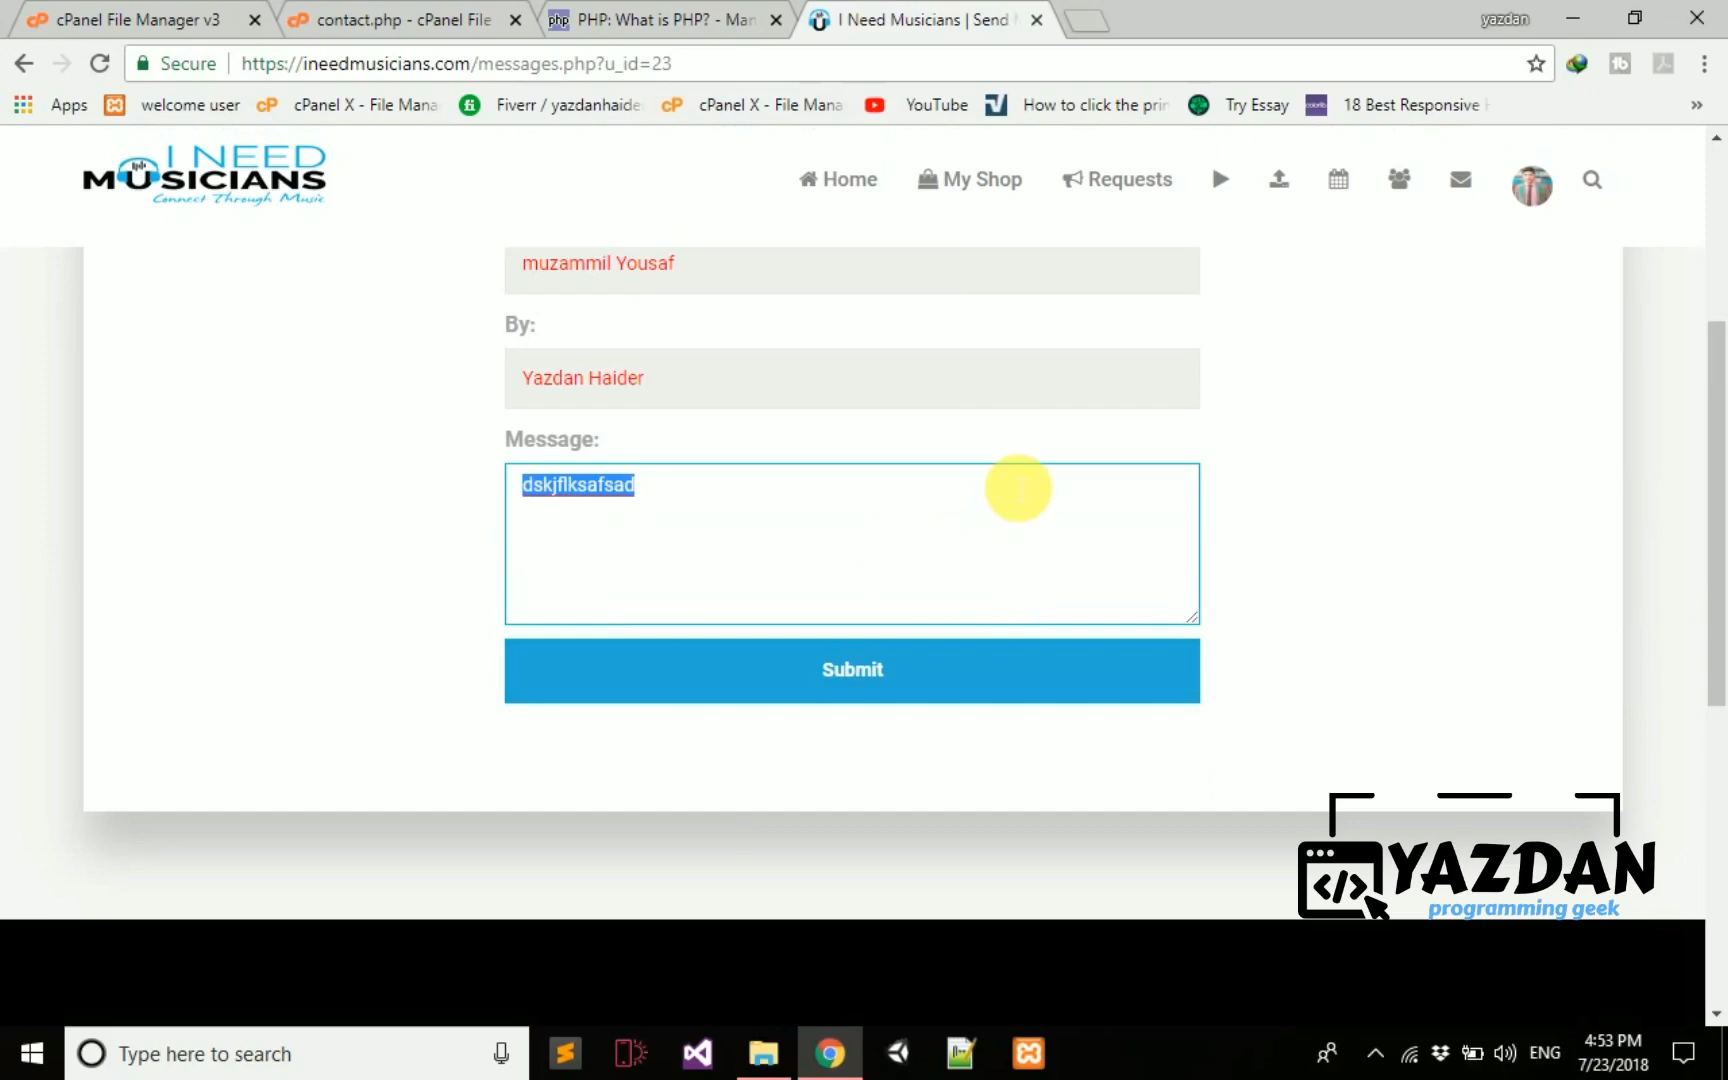 cPanel File Manager v3
contact.php - cPanel File
PHP: What is PHP? - Man
I Need Musicians | Send
yazdan
Secure
https://ineedmusicians.com/messages.php?u_id=23
Apps
welcome user
cPanel X - File Mana
Fiverr / yazdanhaide
cPanel X - File Mana
YouTube
How to click the prin
Try Essay
18 Best Responsive
I NEED
MUSICIANS
Connect Through Music
Home
My Shop
Requests
muzammil Yousaf
By:
Yazdan Haider
Message:
dskjflksafsad
Submit
YAZDAN
programming geek
Type here to search
ENG
4:53 PM
7/23/2018